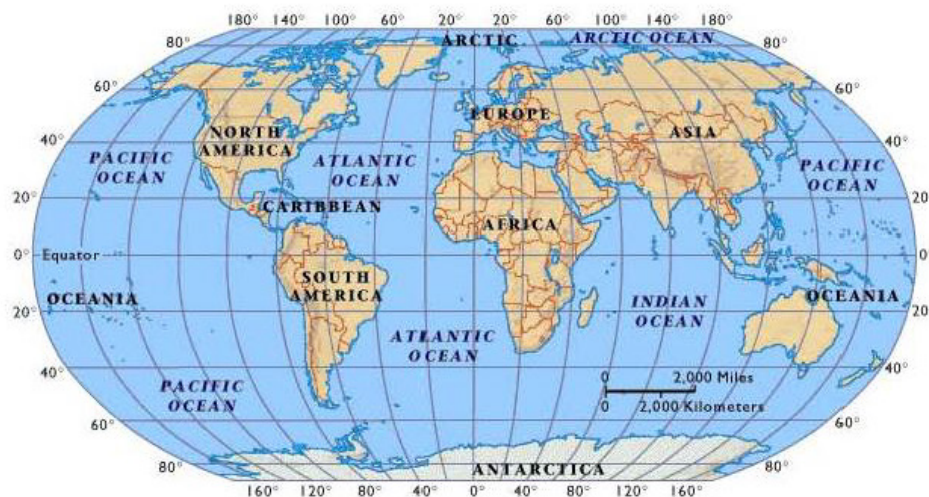 180° 140° 100° 60° 20° 0° 20° 60° 100° 140° 180°
80° ARCTIC ARCTIC OCEAN 80°
60° 60°
EUROPE
40° NORTH AMERICA ASIA 40°
PACIFIC OCEAN ATLANTIC OCEAN PACIFIC OCEAN
20° CARIBBEAN 20°
AFRICA
0° Equator 0°
SOUTH AMERICA
OCEANIA INDIAN OCEAN OCEANIA
20° 20°
ATLANTIC OCEAN
40° 0 2,000 Miles 40°
PACIFIC OCEAN 0 2,000 Kilometers
60° 60°
80° ANTARCTICA 80°
160° 120° 80° 40° 0° 40° 80° 120° 160°